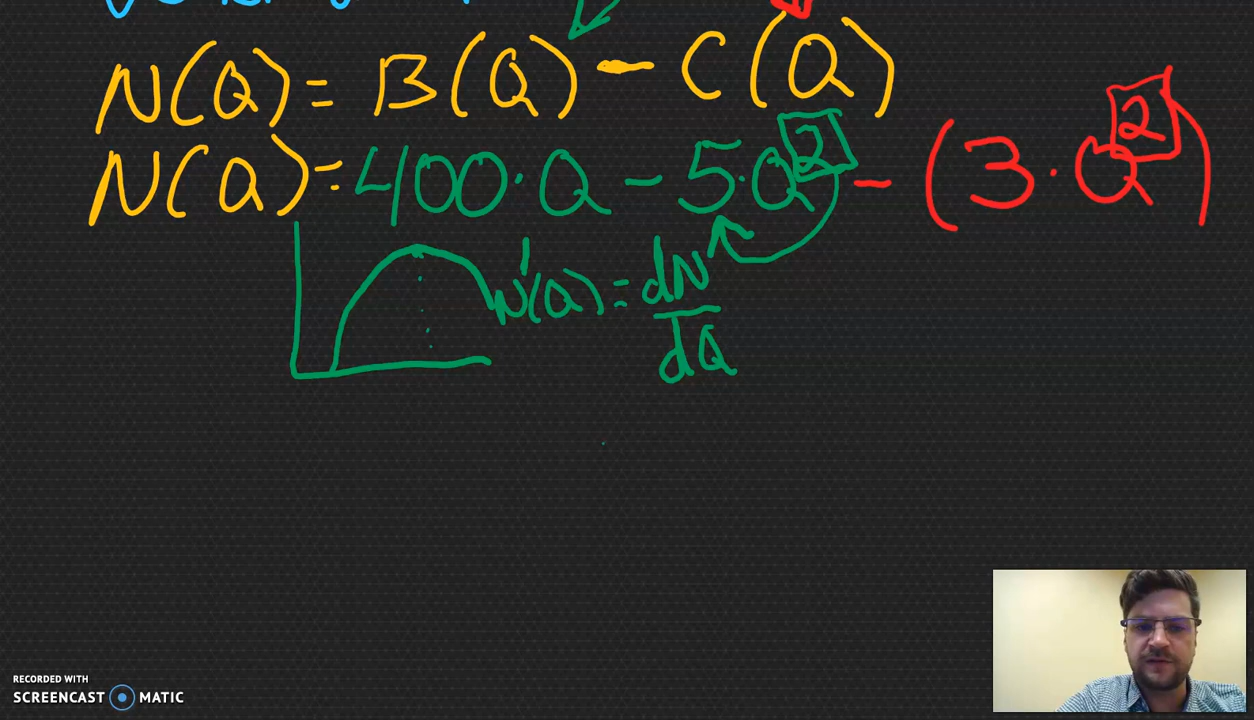 N(Q) = B(Q) - C(Q)
N(Q) = 400·Q - 5·Q² - (3·Q²)
N'(Q) = dN
dQ
RECORDED WITH
SCREENCAST MATIC